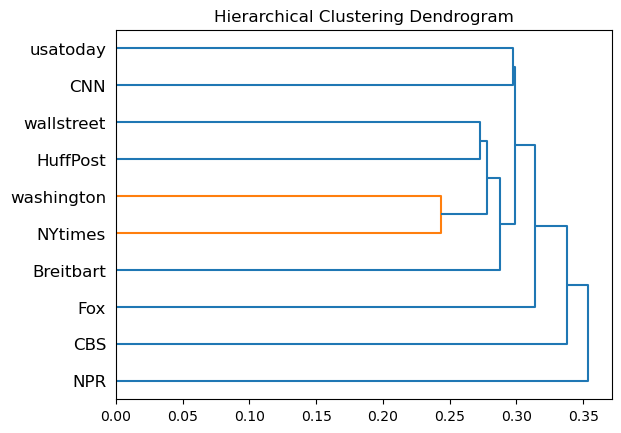 Hierarchical Clustering Dendrogram
usatoday
CNN
wallstreet
HuffPost
washington
NYtimes
Breitbart
Fox
CBS
NPR
0.00 0.05 0.10 0.15 0.20 0.25 0.30 0.35